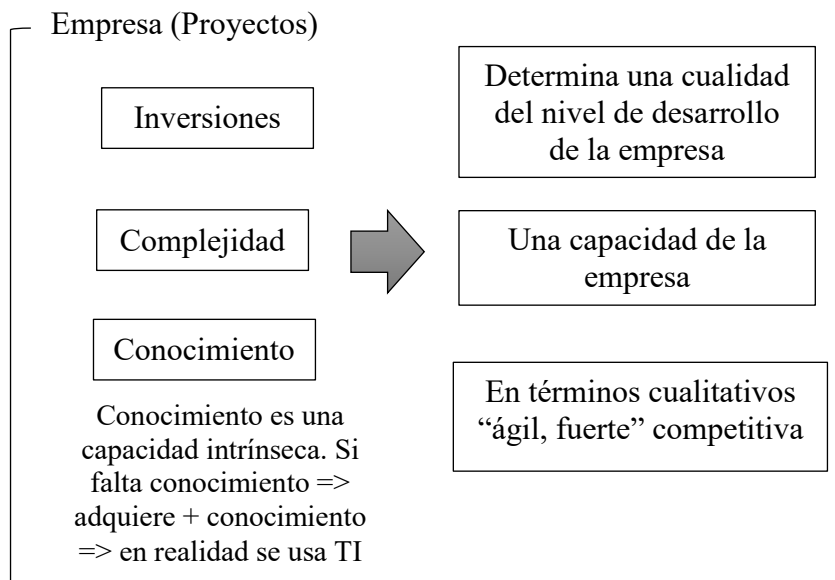 Empresa (Proyectos)
Inversiones
Complejidad
Conocimiento
Conocimiento es una
capacidad intrínseca. Si
falta conocimiento =>
adquiere + conocimiento
=> en realidad se usa TI
Determina una cualidad
del nivel de desarrollo
de la empresa
Una capacidad de la
empresa
En términos cualitativos
“ágil, fuerte” competitiva